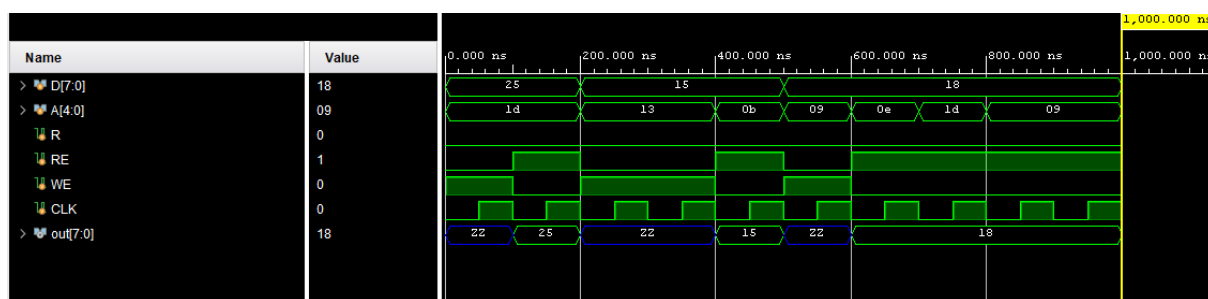 1,000.000 ns
Name Value 0.000 ns 200.000 ns 400.000 ns 600.000 ns 800.000 ns 1,000.000 n
D[7:0] 18 25 15 18
A[4:0] 09 1d 13 0b 09 0e 1d 09
R 0
RE 1
WE 0
CLK 0
out[7:0] 18 ZZ 25 ZZ 15 ZZ 18